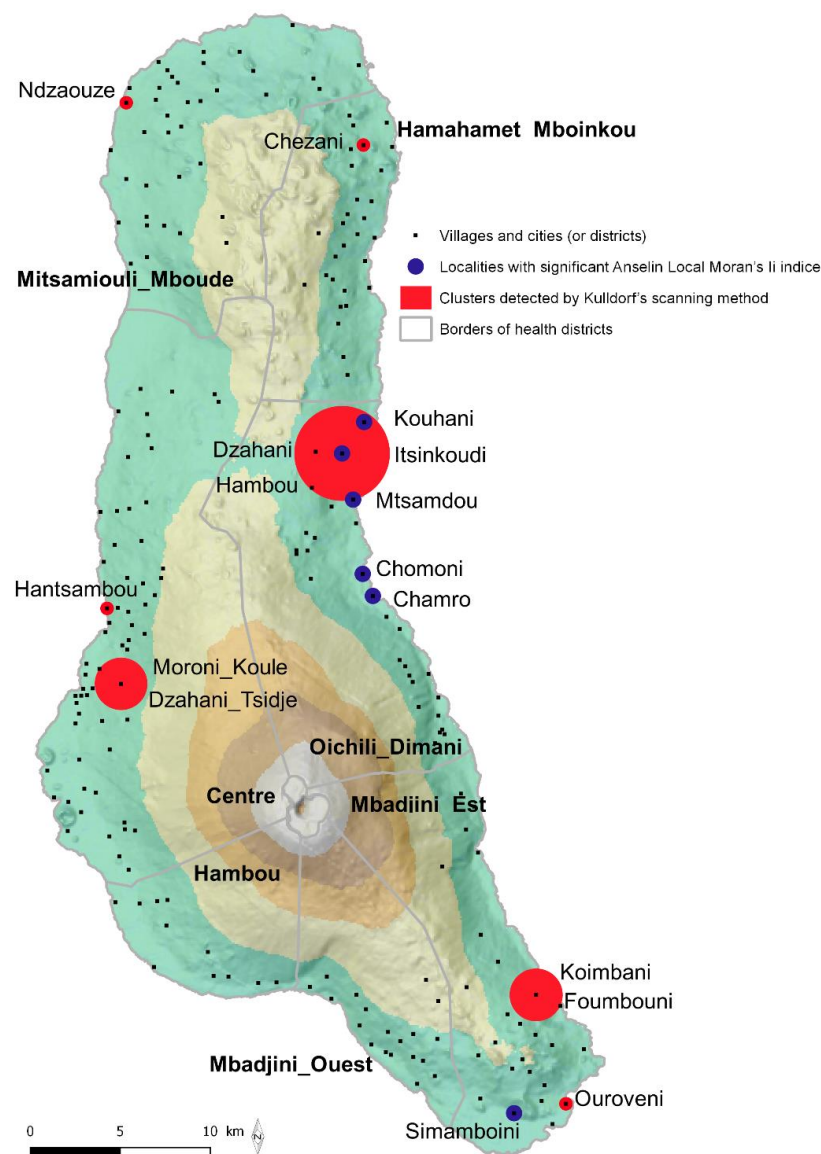 Ndzaouze
Hamahamet Mboinkou
Chezani
Villages and cities (or districts)
Localities with significant Anselin Local Moran's Ii indice
Mitsamiouli_Mboude
Clusters detected by Kulldorf's scanning method
Borders of health districts
Kouhani
Dzahani
Itsinkoudi
Hambou
Mtsamdou
Chomoni
Hantsambou
Chamro
Moroni_Koule
Dzahani_Tsidje
Oichili_Dimani
Centre
Mbadjini Est
Hambou
Koimbani
Foumbouni
Mbadjini_Ouest
Ouroveni
Simamboini
0 5 10 km
N